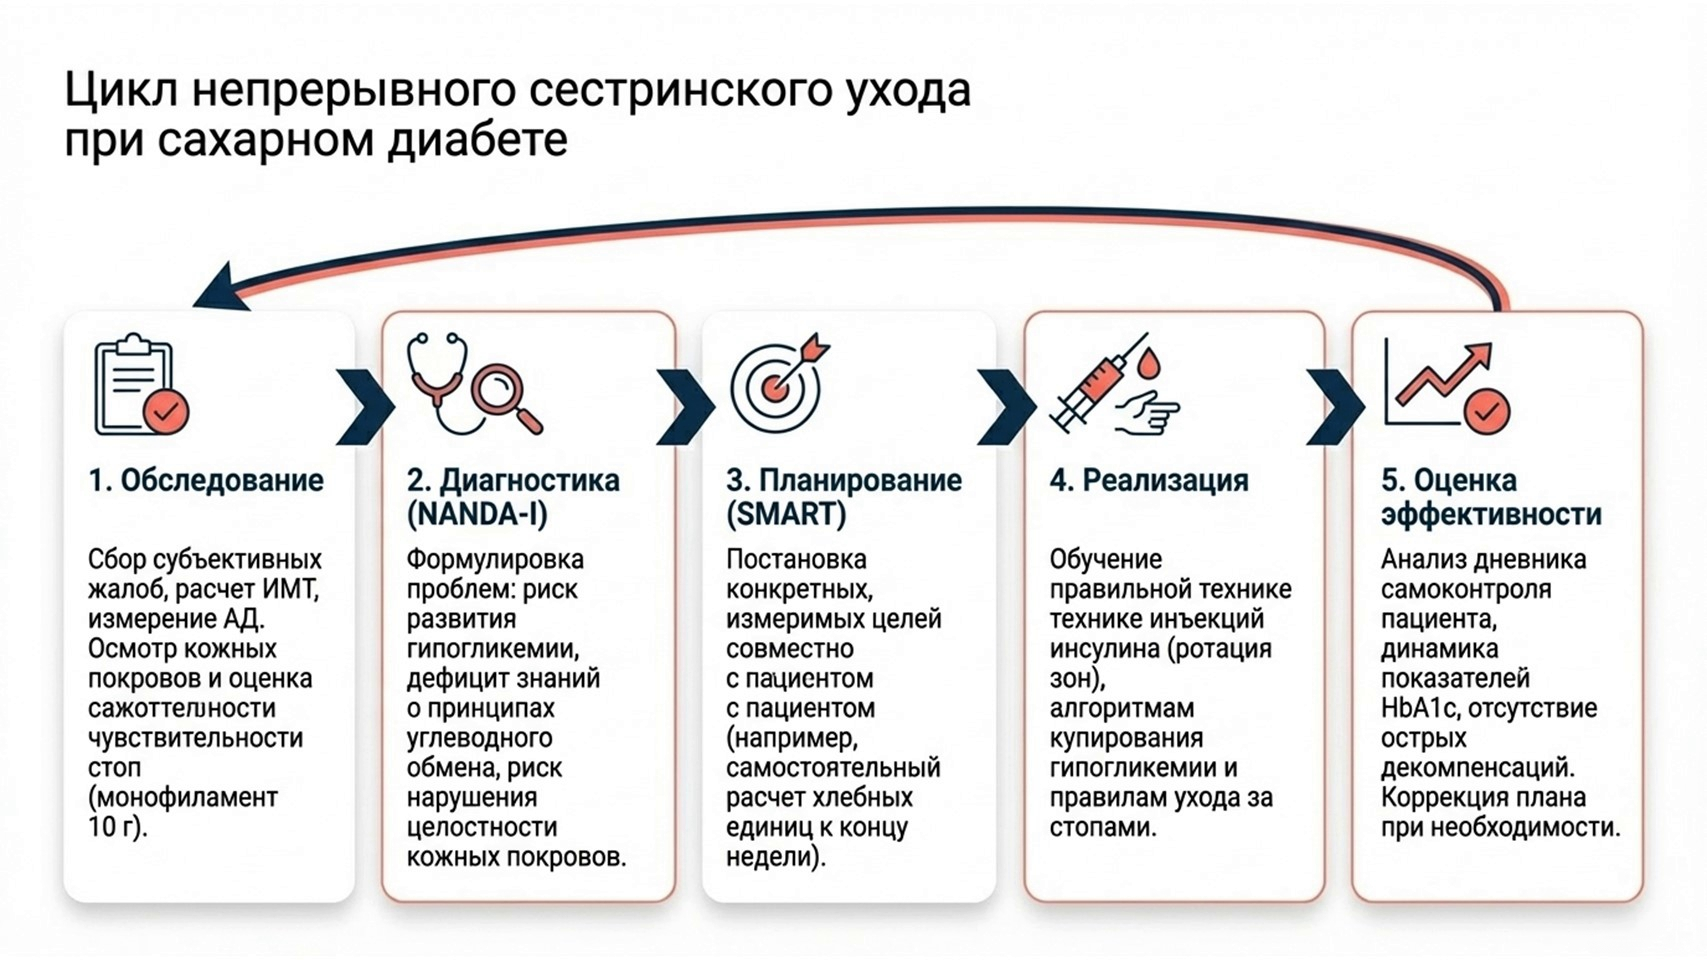 Цикл непрерывного сестринского ухода
при сахарном диабете
1. Обследование
Сбор субъективных
жалоб, расчет ИМТ,
измерение АД.
Осмотр кожных
покровов и оценка
чувствительности
стоп
(монофиламент
10 г).
2. Диагностика
(NANDA-I)
Формулировка
проблем: риск
развития
гипогликемии,
дефицит знаний
о принципах
углеводного
обмена, риск
нарушения
целостности
кожных покровов.
3. Планирование
(SMART)
Постановка
конкретных,
измеримых целей
совместно
с пациентом
с пациентом
(например,
самостоятельный
расчет хлебных
единиц к концу
недели).
4. Реализация
Обучение
правильной технике
технике инъекций
инсулина (ротация
зон),
алгоритмам
купирования
гипогликемии и
правилам ухода за
стопами.
5. Оценка
эффективности
Анализ дневника
самоконтроля
пациента,
динамика
показателей
HbA1c, отсутствие
острых
декомпенсаций.
Коррекция плана
при необходимости.